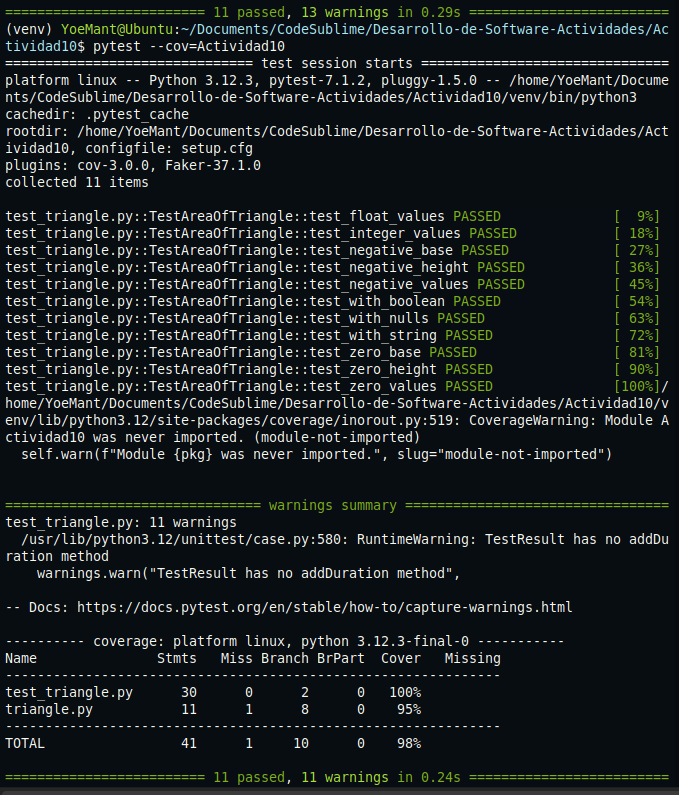 ========================= 11 passed, 13 warnings in 0.29s =========================
(venv) YoeMant@Ubuntu:~/Documents/CodeSublime/Desarrollo-de-Software-Actividades/Ac
tividad10$ pytest --cov=Actividad10
=============================== test session starts ===============================
platform linux -- Python 3.12.3, pytest-7.1.2, pluggy-1.5.0 -- /home/YoeMant/Docume
nts/CodeSublime/Desarrollo-de-Software-Actividades/Actividad10/venv/bin/python3
cachedir: .pytest_cache
rootdir: /home/YoeMant/Documents/CodeSublime/Desarrollo-de-Software-Actividades/Act
ividad10, configfile: setup.cfg
plugins: cov-3.0.0, Faker-37.1.0
collected 11 items
test_triangle.py::TestAreaOfTriangle::test_float_values PASSED              [  9%]
test_triangle.py::TestAreaOfTriangle::test_integer_values PASSED            [ 18%]
test_triangle.py::TestAreaOfTriangle::test_negative_base PASSED             [ 27%]
test_triangle.py::TestAreaOfTriangle::test_negative_height PASSED           [ 36%]
test_triangle.py::TestAreaOfTriangle::test_negative_values PASSED           [ 45%]
test_triangle.py::TestAreaOfTriangle::test_with_boolean PASSED              [ 54%]
test_triangle.py::TestAreaOfTriangle::test_with_nulls PASSED                [ 63%]
test_triangle.py::TestAreaOfTriangle::test_with_string PASSED               [ 72%]
test_triangle.py::TestAreaOfTriangle::test_zero_base PASSED                 [ 81%]
test_triangle.py::TestAreaOfTriangle::test_zero_height PASSED               [ 90%]
test_triangle.py::TestAreaOfTriangle::test_zero_values PASSED               [100%]/
home/YoeMant/Documents/CodeSublime/Desarrollo-de-Software-Actividades/Actividad10/v
env/lib/python3.12/site-packages/coverage/inorout.py:519: CoverageWarning: Module A
ctividad10 was never imported. (module-not-imported)
  self.warn(f"Module {pkg} was never imported.", slug="module-not-imported")
================================ warnings summary =================================
test_triangle.py: 11 warnings
  /usr/lib/python3.12/unittest/case.py:580: RuntimeWarning: TestResult has no addDu
ration method
    warnings.warn("TestResult has no addDuration method",
-- Docs: https://docs.pytest.org/en/stable/how-to/capture-warnings.html
---------- coverage: platform linux, python 3.12.3-final-0 -----------
Name               Stmts   Miss Branch BrPart  Cover   Missing
--------------------------------------------------------------
test_triangle.py      30      0      2      0   100%
triangle.py           11      1      8      0    95%
--------------------------------------------------------------
TOTAL                 41      1     10      0    98%
========================= 11 passed, 11 warnings in 0.24s =========================